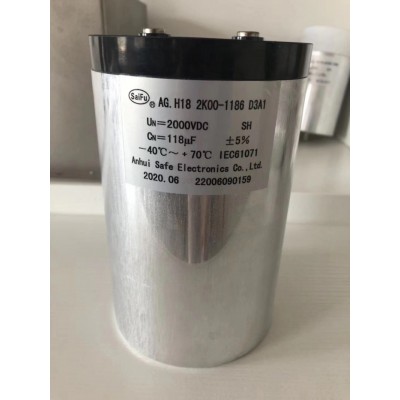 SaiFu ® AG.H18 2K00-1186 D3A1
UN=2000VDC SH
CN=118μF ±5%
-40℃～+70℃ IEC61071
Anhui Safe Electronics Co.,Ltd.
2020.06 22006090159